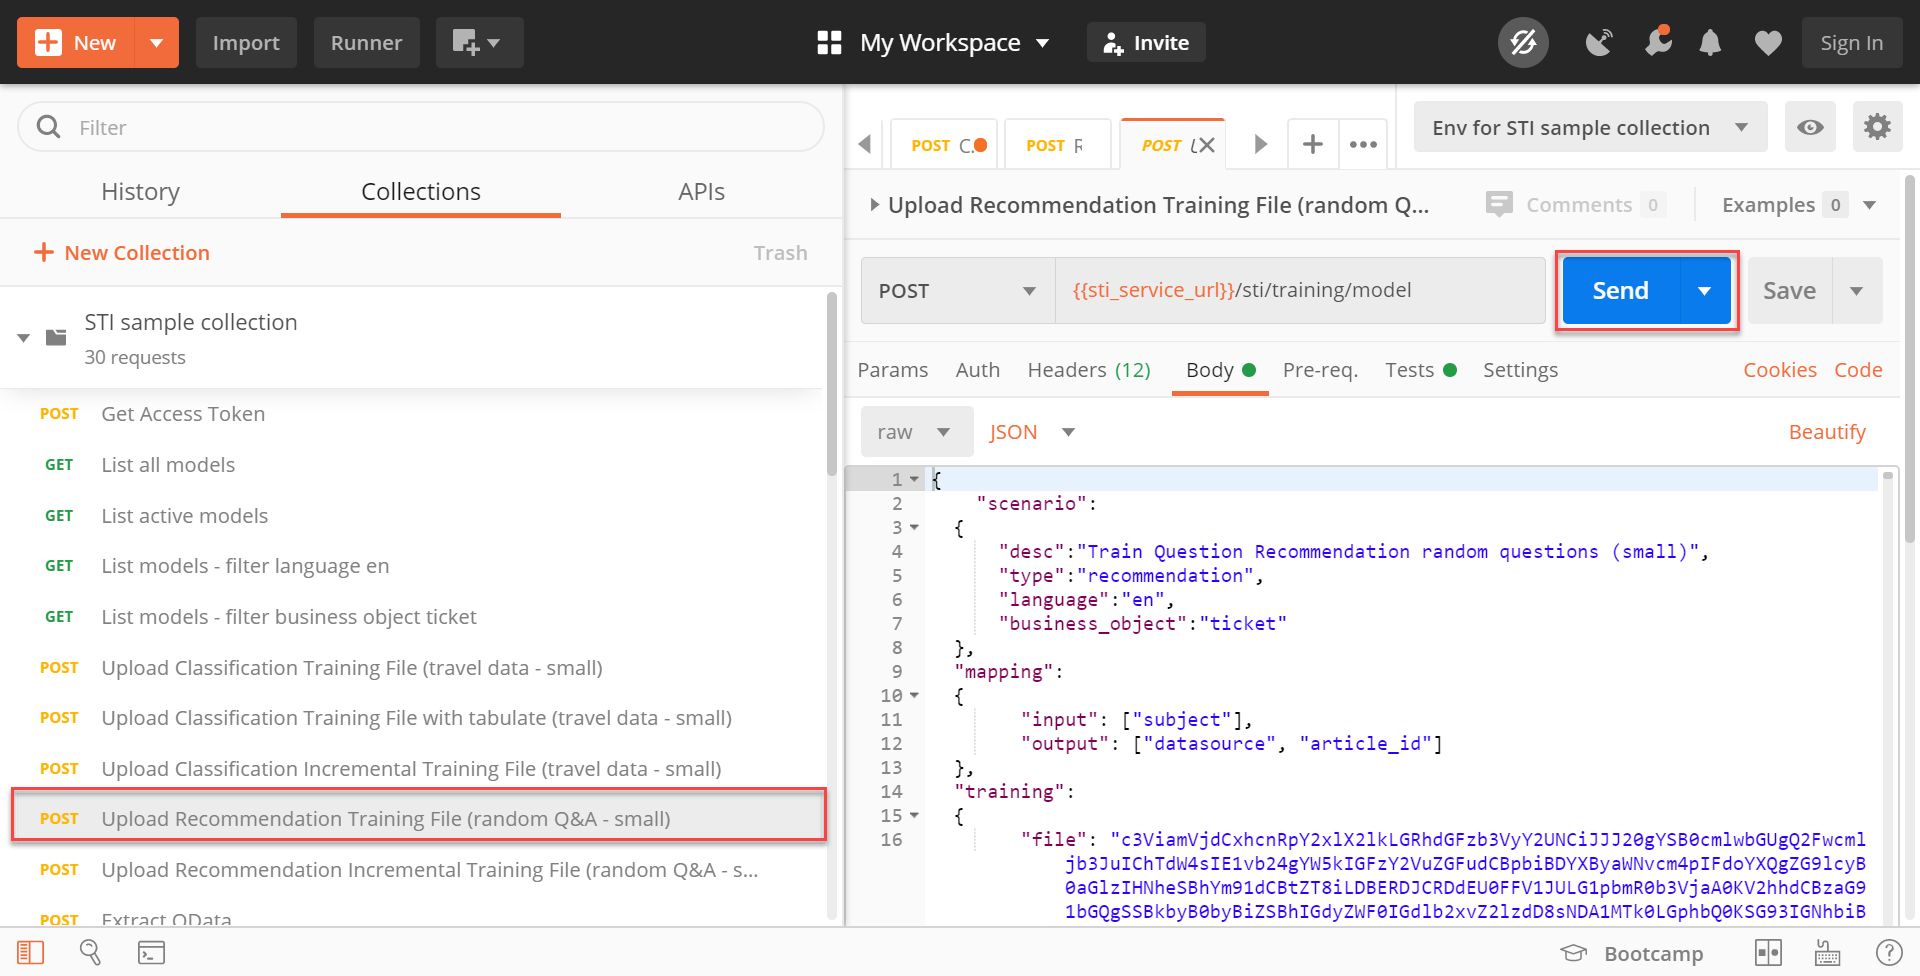 New
Import
Runner
My Workspace
Invite
Sign In
Filter
History
Collections
APIs
New Collection
Trash
STI sample collection
30 requests
POST Get Access Token
GET List all models
GET List active models
GET List models - filter language en
GET List models - filter business object ticket
POST Upload Classification Training File (travel data - small)
POST Upload Classification Training File with tabulate (travel data - small)
POST Upload Classification Incremental Training File (travel data - small)
POST Upload Recommendation Training File (random Q&A - small)
POST Upload Recommendation Incremental Training File (random Q&A - s...
POST Extract OData
POST C.
POST R
POST
Env for STI sample collection
Upload Recommendation Training File (random Q...
Comments 0
Examples 0
POST
{{sti_service_url}}/sti/training/model
Send
Save
Params
Auth
Headers (12)
Body
Pre-req.
Tests
Settings
Cookies
Code
raw
JSON
Beautify
1 {
2 "scenario":
3 {
4 "desc":"Train Question Recommendation random questions (small)",
5 "type":"recommendation",
6 "language":"en",
7 "business_object":"ticket"
8 },
9 "mapping":
10 {
11 "input": ["subject"],
12 "output": ["datasource", "article_id"]
13 },
14 "training":
15 {
16 "file": "c3ViamVjdCxhcnRpY2xlX2lkLGRhdGFzb3VyY2UNCiJJJ20gYSB0cmlwbGUgQ2Fwcml
jb3JuIChTdW4sIE1vb24gYW5kIGFzY2VuZGFudCBpbiBDYXByaWNvcm4pIFdoYXQgZG9lcyB
0aGlzIHNheSBhYm91dCBtZT8iLDBERDJCRDdEU0FFV1JULG1pbmR0b3VjaA0KV2hhdCBzaG9
1bGQgSSBkbyB0byBiZSBhIGdyZWF0IGdlb2xvZ2lzdD8sNDA1MTk0LGphbQ0KSG93IGNhbiB
Bootcamp